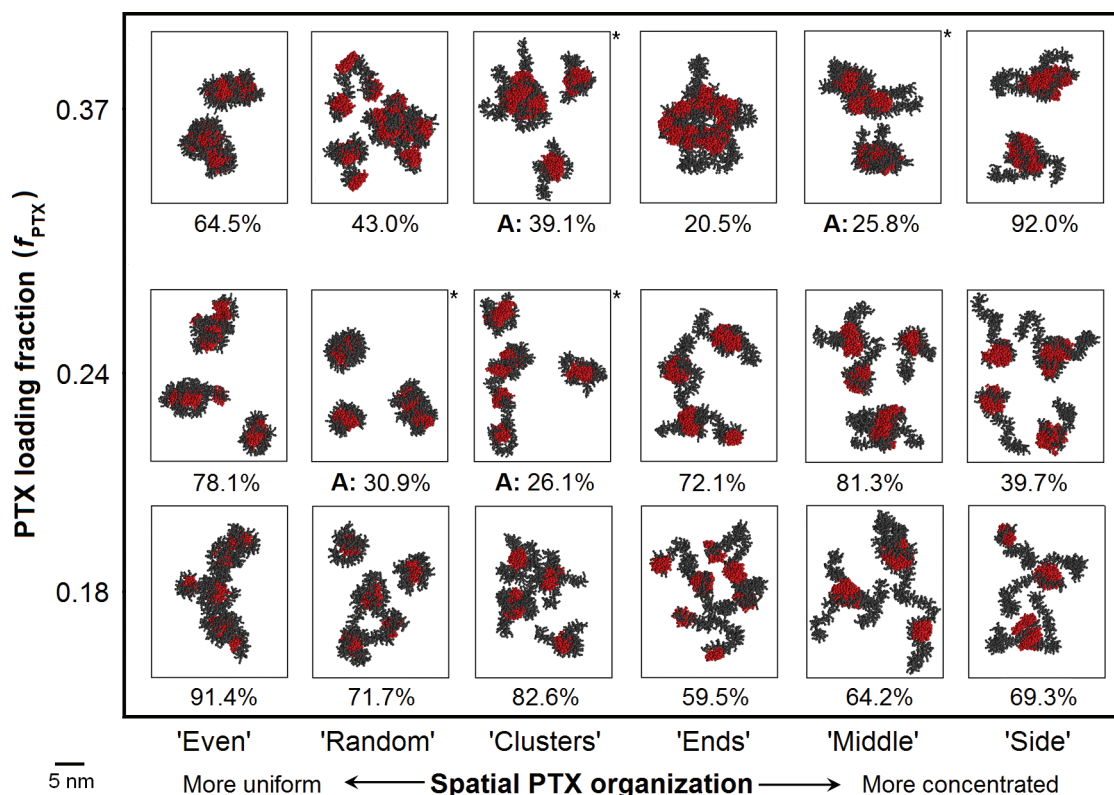 PTX loading fraction (fPTX)
* *
0.37
64.5% 43.0% A: 39.1% 20.5% A: 25.8% 92.0%
* *
0.24
78.1% A: 30.9% A: 26.1% 72.1% 81.3% 39.7%
0.18
91.4% 71.7% 82.6% 59.5% 64.2% 69.3%
'Even' 'Random' 'Clusters' 'Ends' 'Middle' 'Side'
5 nm More uniform Spatial PTX organization More concentrated